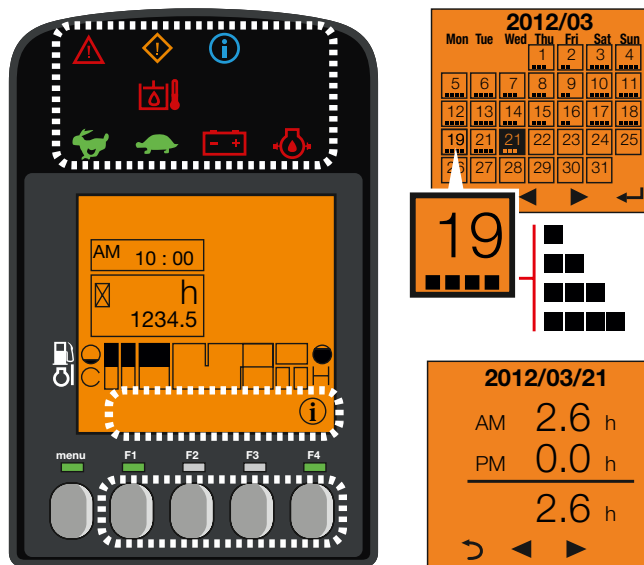 AM 10 : 00
h
1234.5
C H
i
menu F1 F2 F3 F4
2012/03
Mon Tue Wed Thu Fri Sat Sun
1 2 3 4
5 6 7 8 9 10 11
12 13 14 15 16 17 18
19 21 21 22 23 24 25
26 27 28 29 30 31
19
2012/03/21
AM 2.6 h
PM 0.0 h
2.6 h